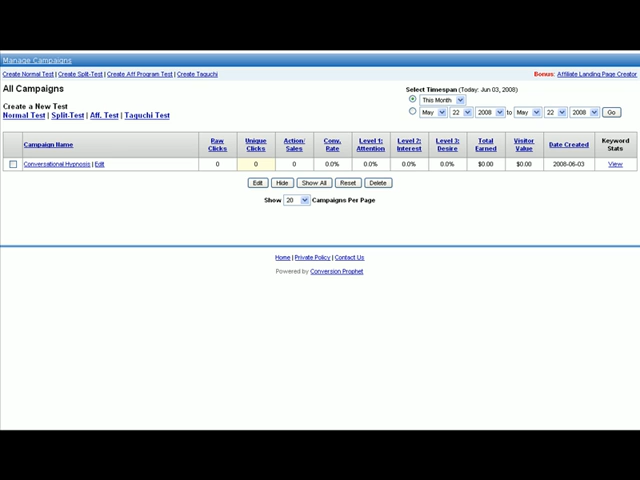 Manage Campaigns
Create Normal Test | Create Split-Test | Create Aff Program Test | Create Taguchi
Bonus: Affiliate Landing Page Creator
All Campaigns
Select Timespan (Today: Jun 03, 2008)
This Month
May 22 2008 to May 22 2008 Go
Create a New Test
Normal Test | Split-Test | Aff. Test | Taguchi Test
Campaign Name Raw Clicks Unique Clicks Action/Sales Conv. Rate Level 1: Attention Level 2: Interest Level 3: Desire Total Earned Visitor Value Date Created Keyword Stats
Conversational Hypnosis | Edit 0 0 0 0.0% 0.0% 0.0% 0.0% $0.00 $0.00 2008-06-03 View
Edit Hide Show All Reset Delete
Show 20 Campaigns Per Page
Home | Private Policy | Contact Us
Powered by Conversion Prophet